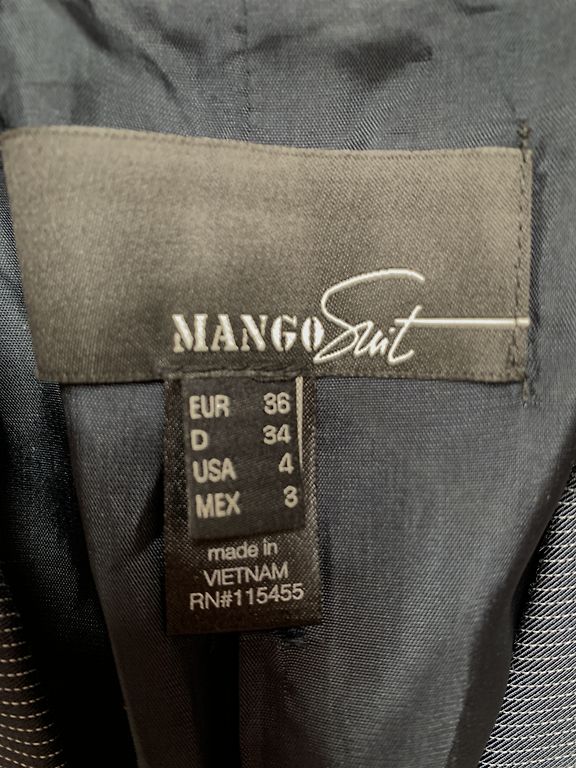 MANGO Suit
EUR 36
D 34
USA 4
MEX 3
made in
VIETNAM
RN#115455